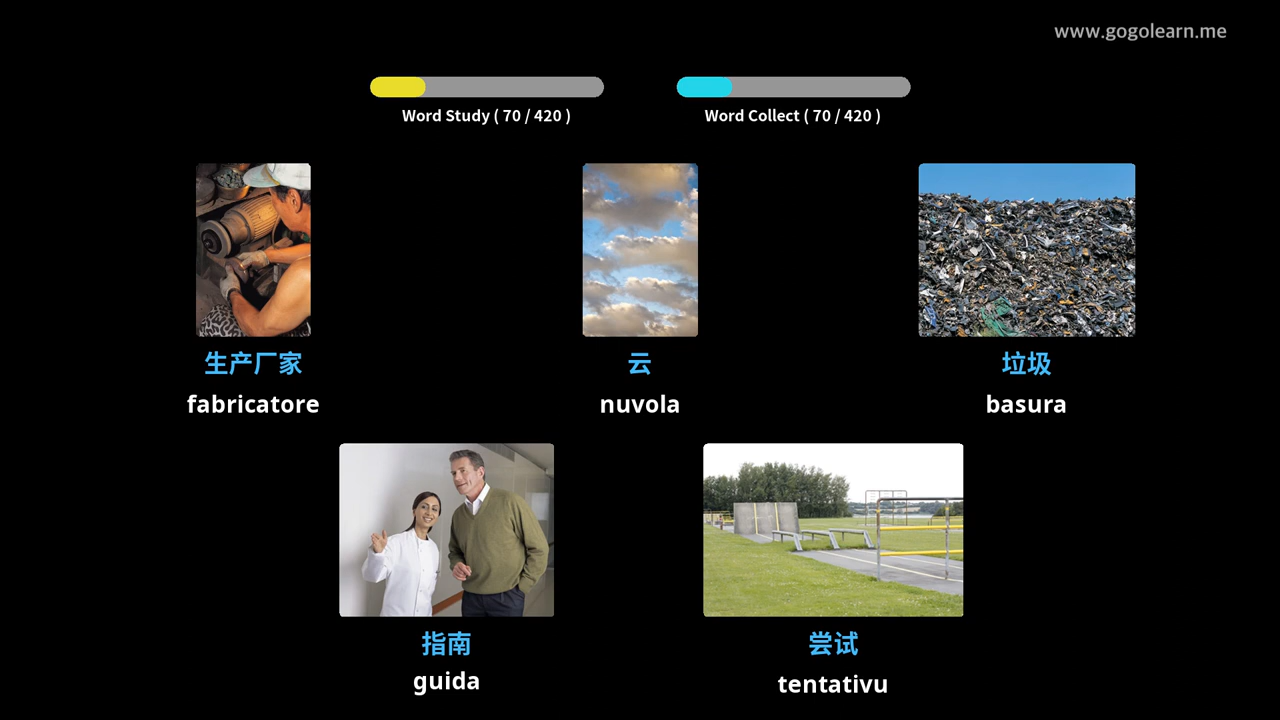 www.gogolearn.me
Word Study ( 70 / 420 )
Word Collect ( 70 / 420 )
生产厂家
fabricatore
云
nuvola
垃圾
basura
指南
guida
尝试
tentativu